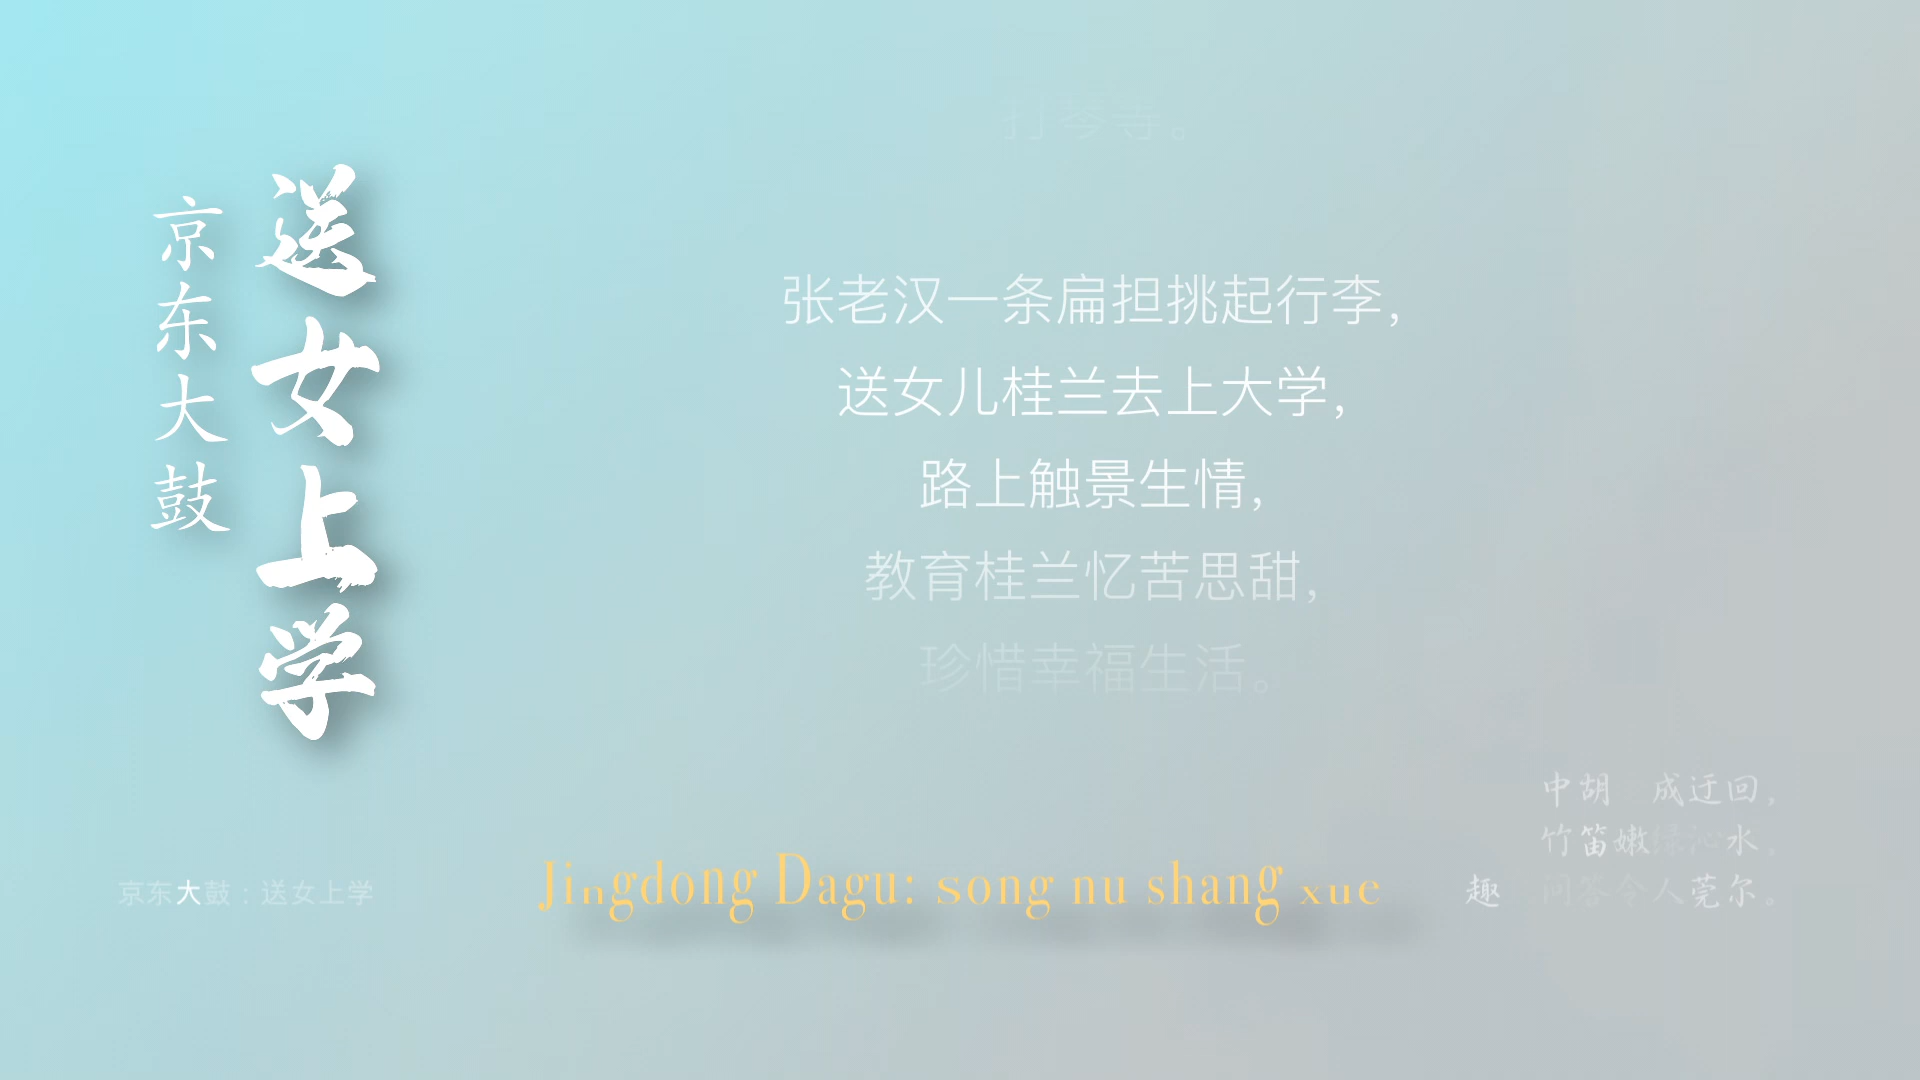 打琴等。
送女上学
京东大鼓
张老汉一条扁担挑起行李，
送女儿桂兰去上大学，
路上触景生情，
教育桂兰忆苦思甜，
珍惜幸福生活。
中胡 成迂回，
竹笛嫩绿沁水，
趣 问答令人莞尔。
京东大鼓：送女上学
Jingdong Dagu: song nu shang xue